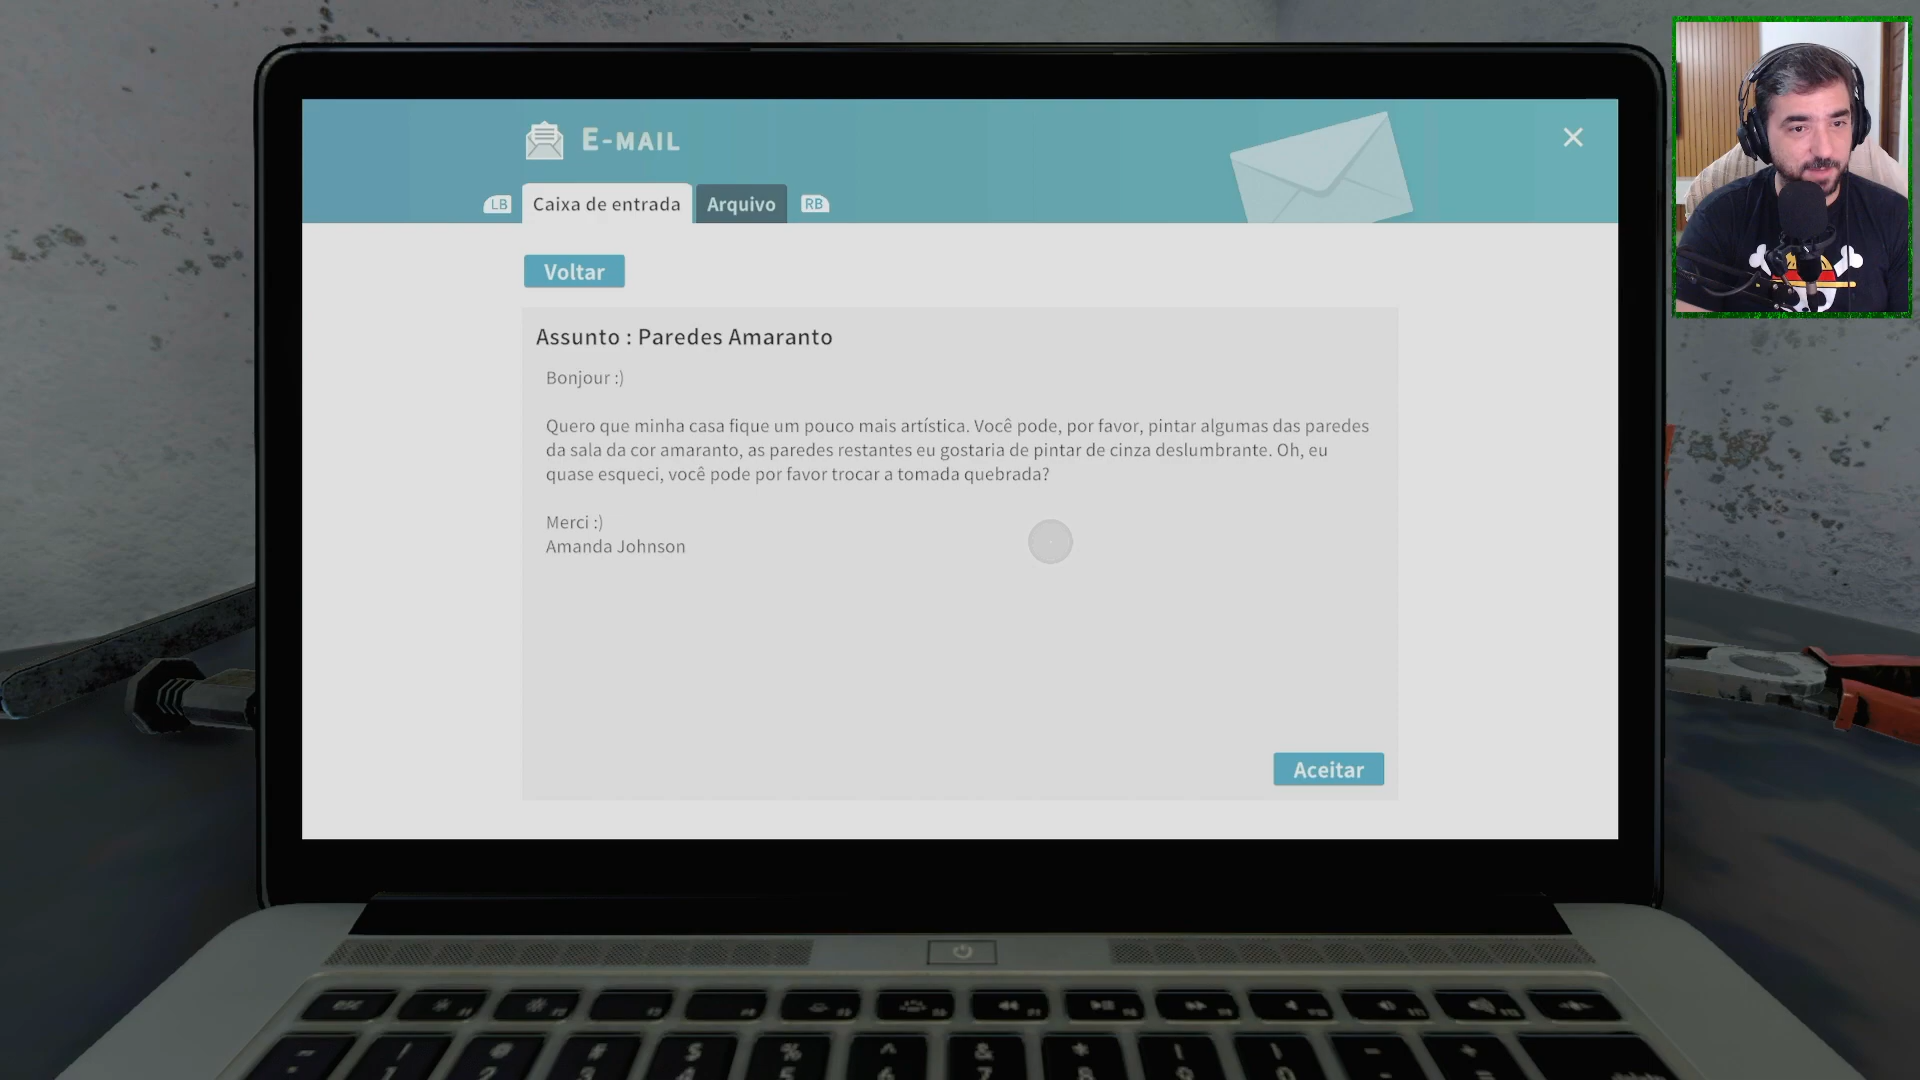 E-MAIL
LB
Caixa de entrada
Arquivo
RB
Voltar
Assunto : Paredes Amaranto
Bonjour :)
Quero que minha casa fique um pouco mais artística. Você pode, por favor, pintar algumas das paredes
da sala da cor amaranto, as paredes restantes eu gostaria de pintar de cinza deslumbrante. Oh, eu
quase esqueci, você pode por favor trocar a tomada quebrada?
Merci :)
Amanda Johnson
Aceitar
esc